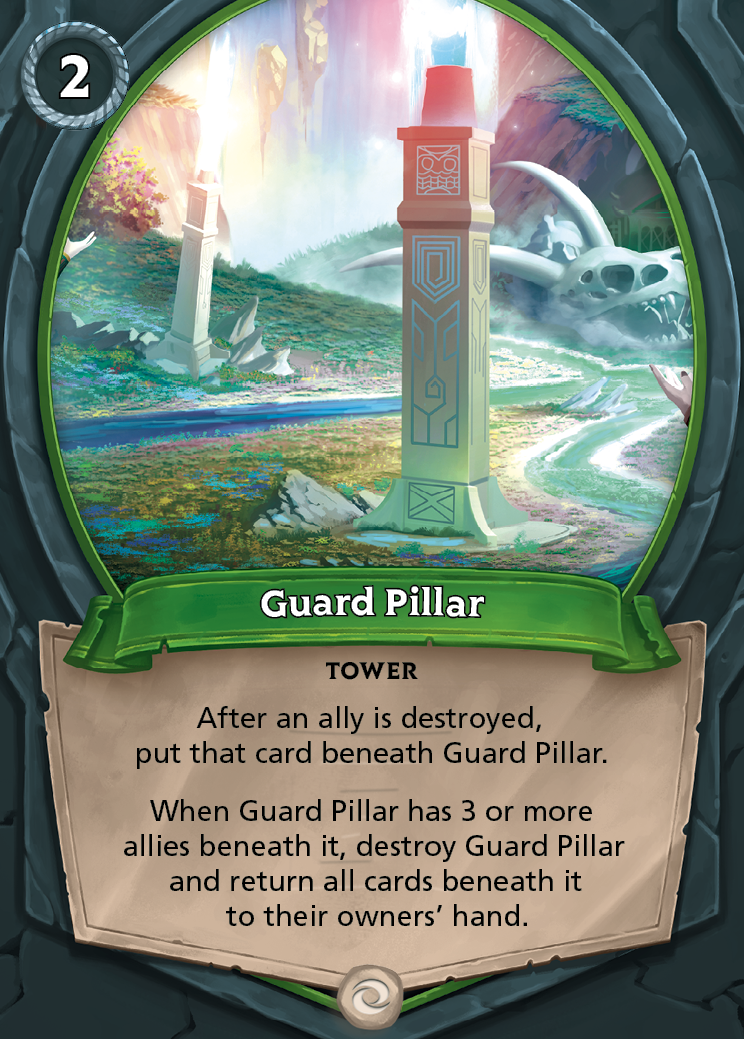 2
Guard Pillar
TOWER
After an ally is destroyed,
put that card beneath Guard Pillar.
When Guard Pillar has 3 or more
allies beneath it, destroy Guard Pillar
and return all cards beneath it
to their owners’ hand.